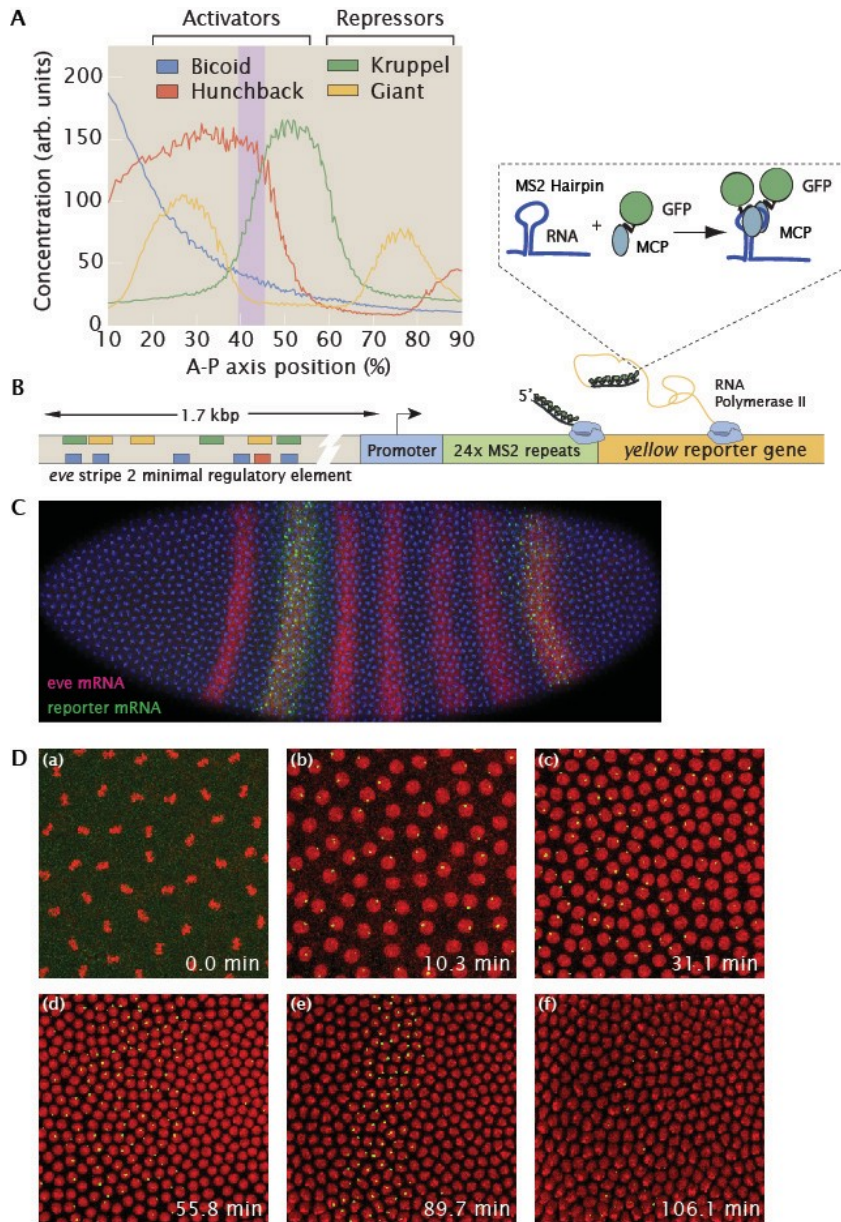 A
Activators
Repressors
Concentration (arb. units)
200
150
100
50
0
Bicoid
Hunchback
Kruppel
Giant
10 20 30 40 50 60 70 80 90
A-P axis position (%)
MS2 Hairpin
RNA
+
GFP
MCP
GFP
MCP
B
1.7 kbp
5'
RNA
Polymerase II
Promoter
24x MS2 repeats
yellow reporter gene
eve stripe 2 minimal regulatory element
C
eve mRNA
reporter mRNA
D
(a)
0.0 min
(b)
10.3 min
(c)
31.1 min
(d)
55.8 min
(e)
89.7 min
(f)
106.1 min